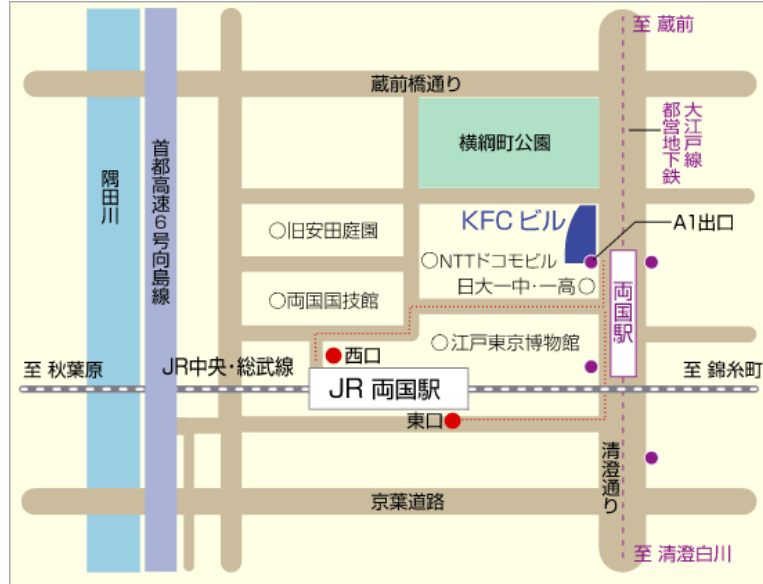 至 蔵前
蔵前橋通り
大江戸線
都営地下鉄
横綱町公園
隅田川
首都高速6号向島線
KFC ビル
A1出口
○旧安田庭園
○NTTドコモビル
日大一中・一高○
○両国国技館
両国駅
○江戸東京博物館
西口
至 秋葉原
JR中央・総武線
至 錦糸町
JR 両国駅
東口
清澄通り
京葉道路
至 清澄白川